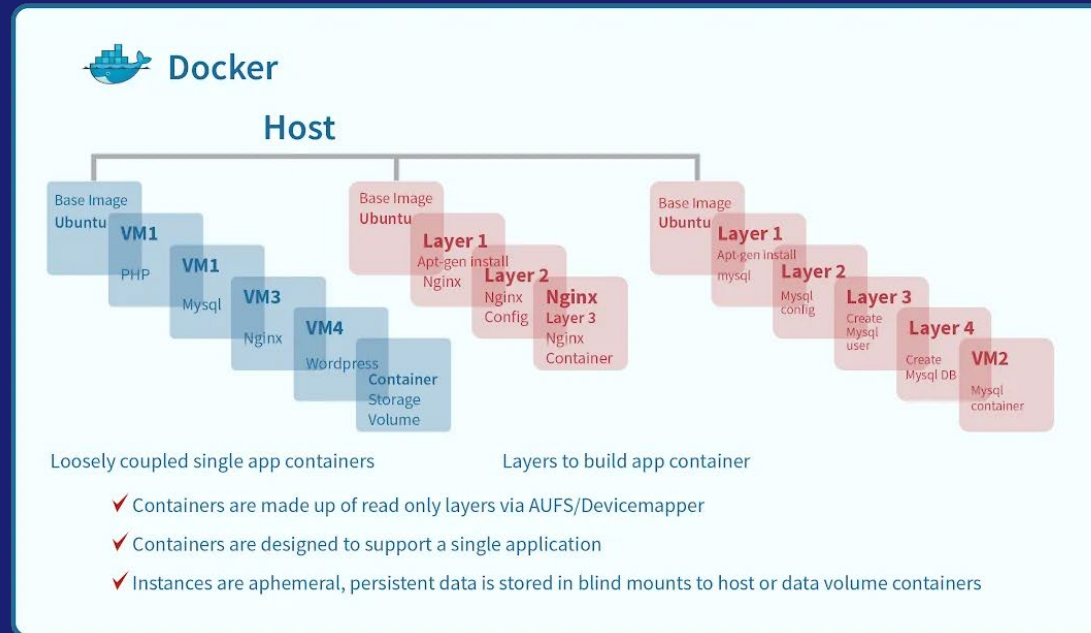 Docker
Host
Base Image
Ubuntu
VM1
PHP
VM1
Mysql
VM3
Nginx
VM4
Wordpress
Container
Storage
Volume
Base Image
Ubuntu
Layer 1
Apt-gen install
Nginx
Layer 2
Nginx
Config
Nginx
Layer 3
Nginx
Container
Base Image
Ubuntu
Layer 1
Apt-gen install
mysql
Layer 2
Mysql
config
Layer 3
Create
Mysql
user
Layer 4
Create
Mysql DB
VM2
Mysql
container
Loosely coupled single app containers
Layers to build app container
Containers are made up of read only layers via AUFS/Devicemapper
Containers are designed to support a single application
Instances are aphemeral, persistent data is stored in blind mounts to host or data volume containers